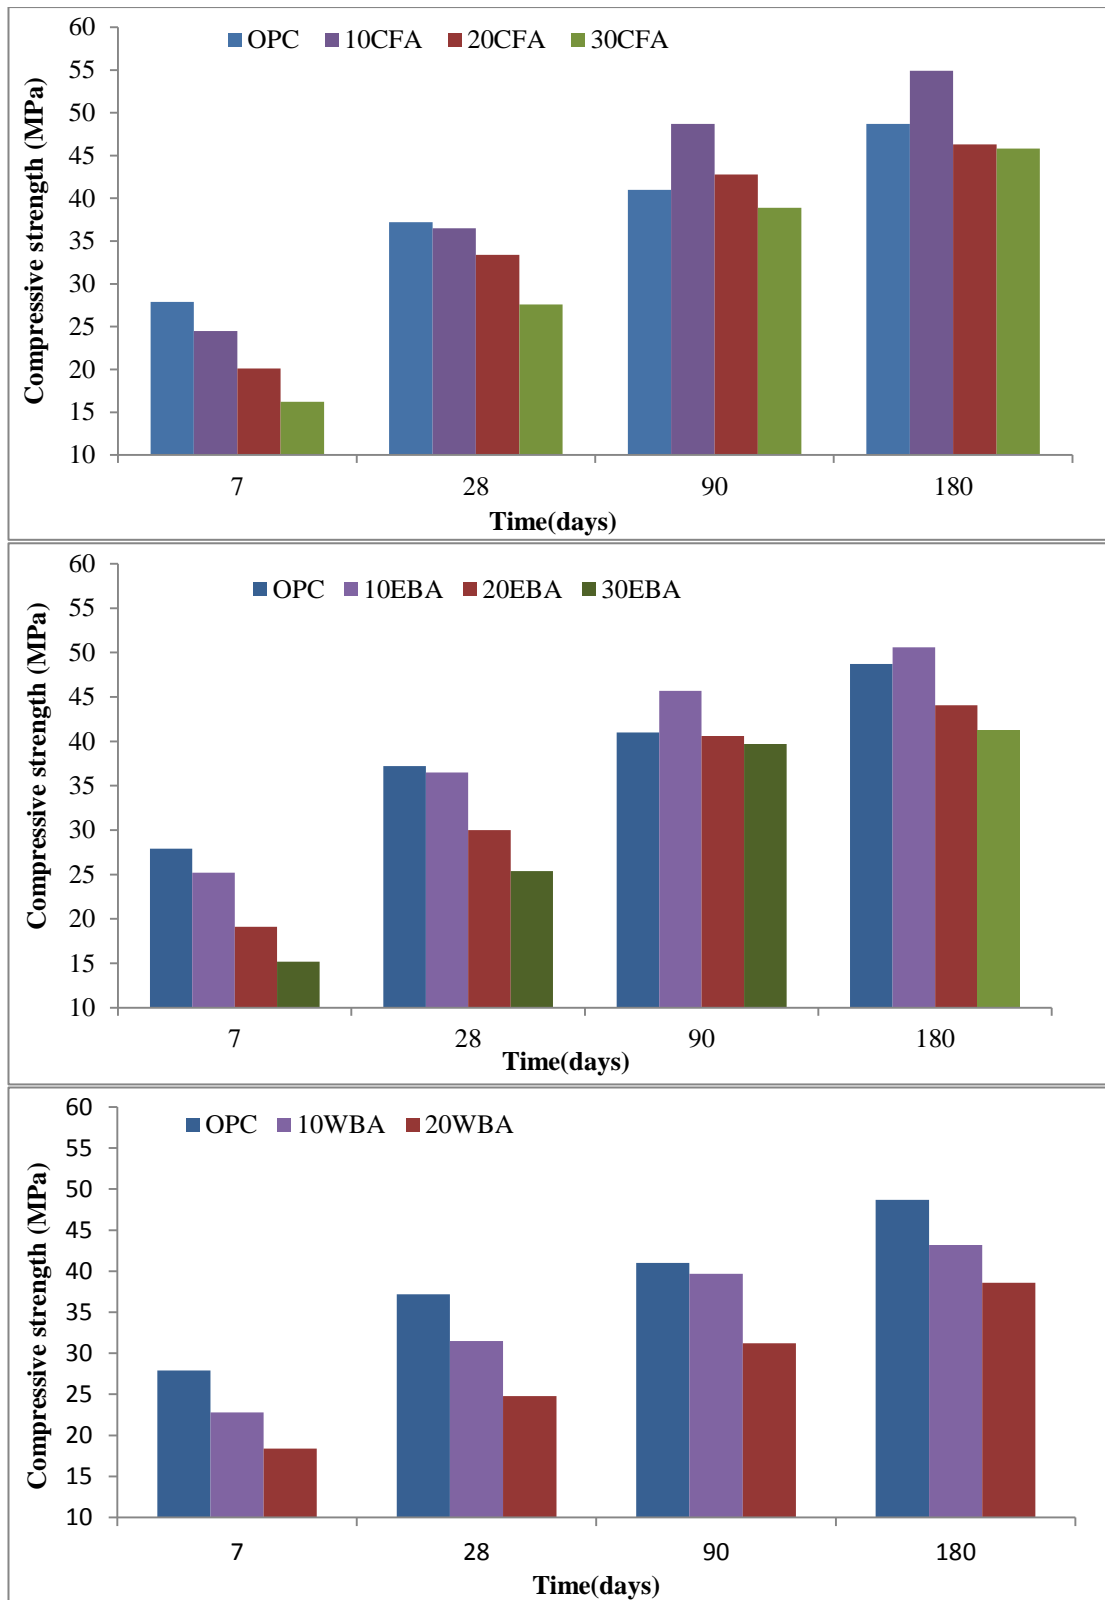 OPC 10CFA 20CFA 30CFA
Compressive strength (MPa)
60
55
50
45
40
35
30
25
20
15
10
7 28 90 180
Time(days)
OPC 10EBA 20EBA 30EBA
Compressive strength (MPa)
60
55
50
45
40
35
30
25
20
15
10
7 28 90 180
Time(days)
OPC 10WBA 20WBA
Compressive strength (MPa)
60
55
50
45
40
35
30
25
20
15
10
7 28 90 180
Time(days)